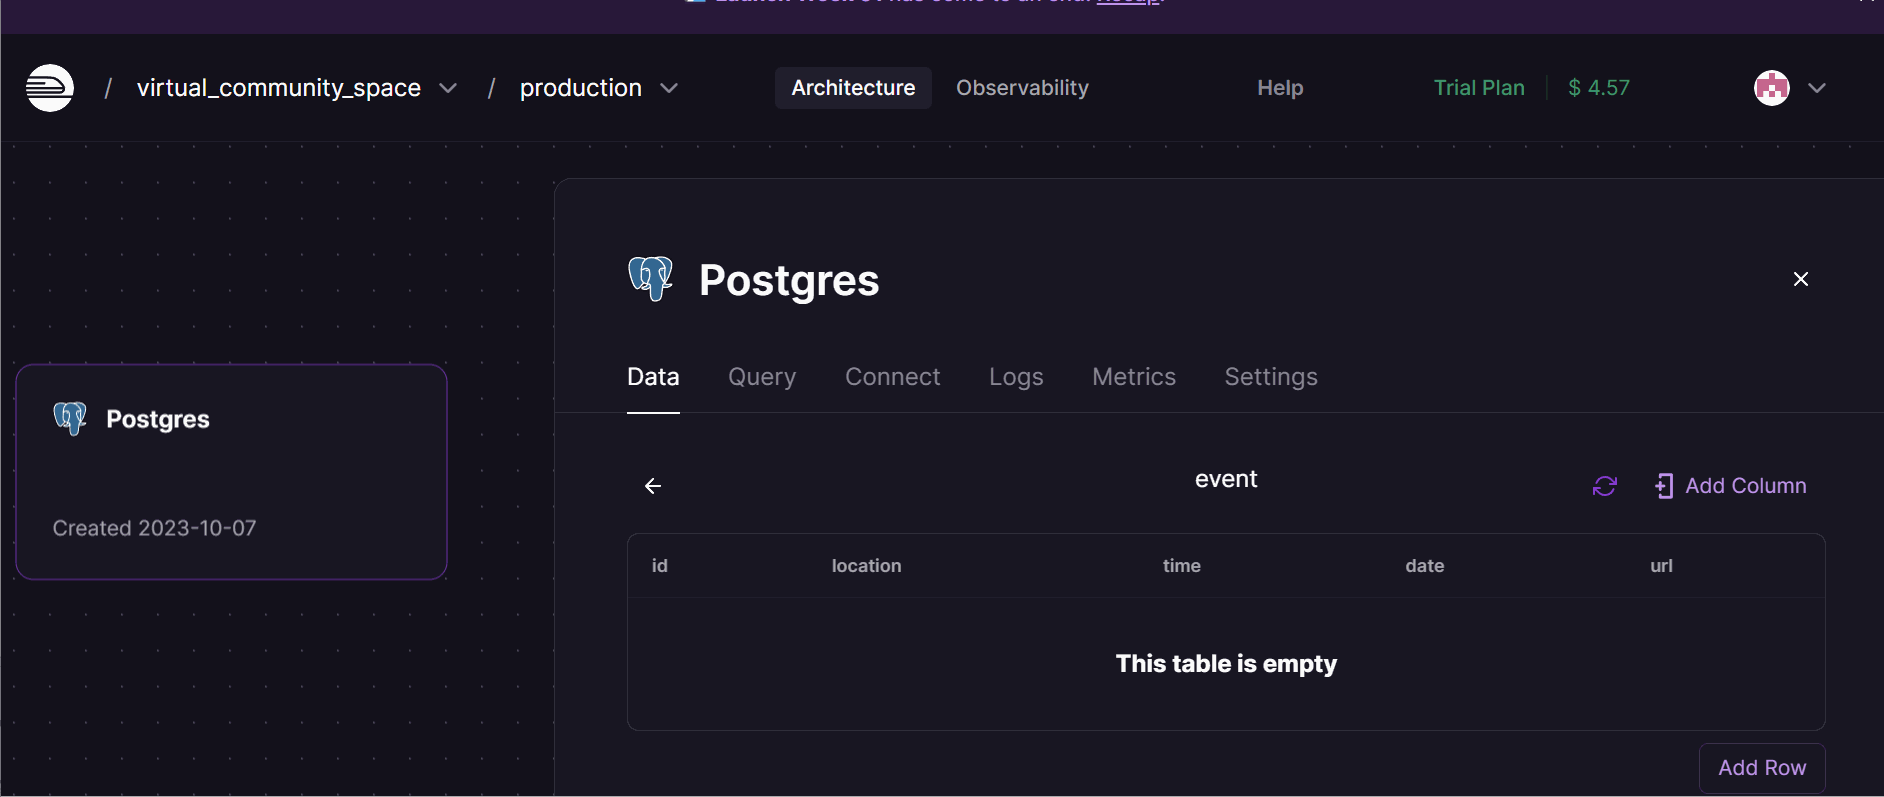 / virtual_community_space / production Architecture Observability Help Trial Plan $ 4.57
Postgres
Data Query Connect Logs Metrics Settings
Postgres
Created 2023-10-07
event
Add Column
id location time date url
This table is empty
Add Row